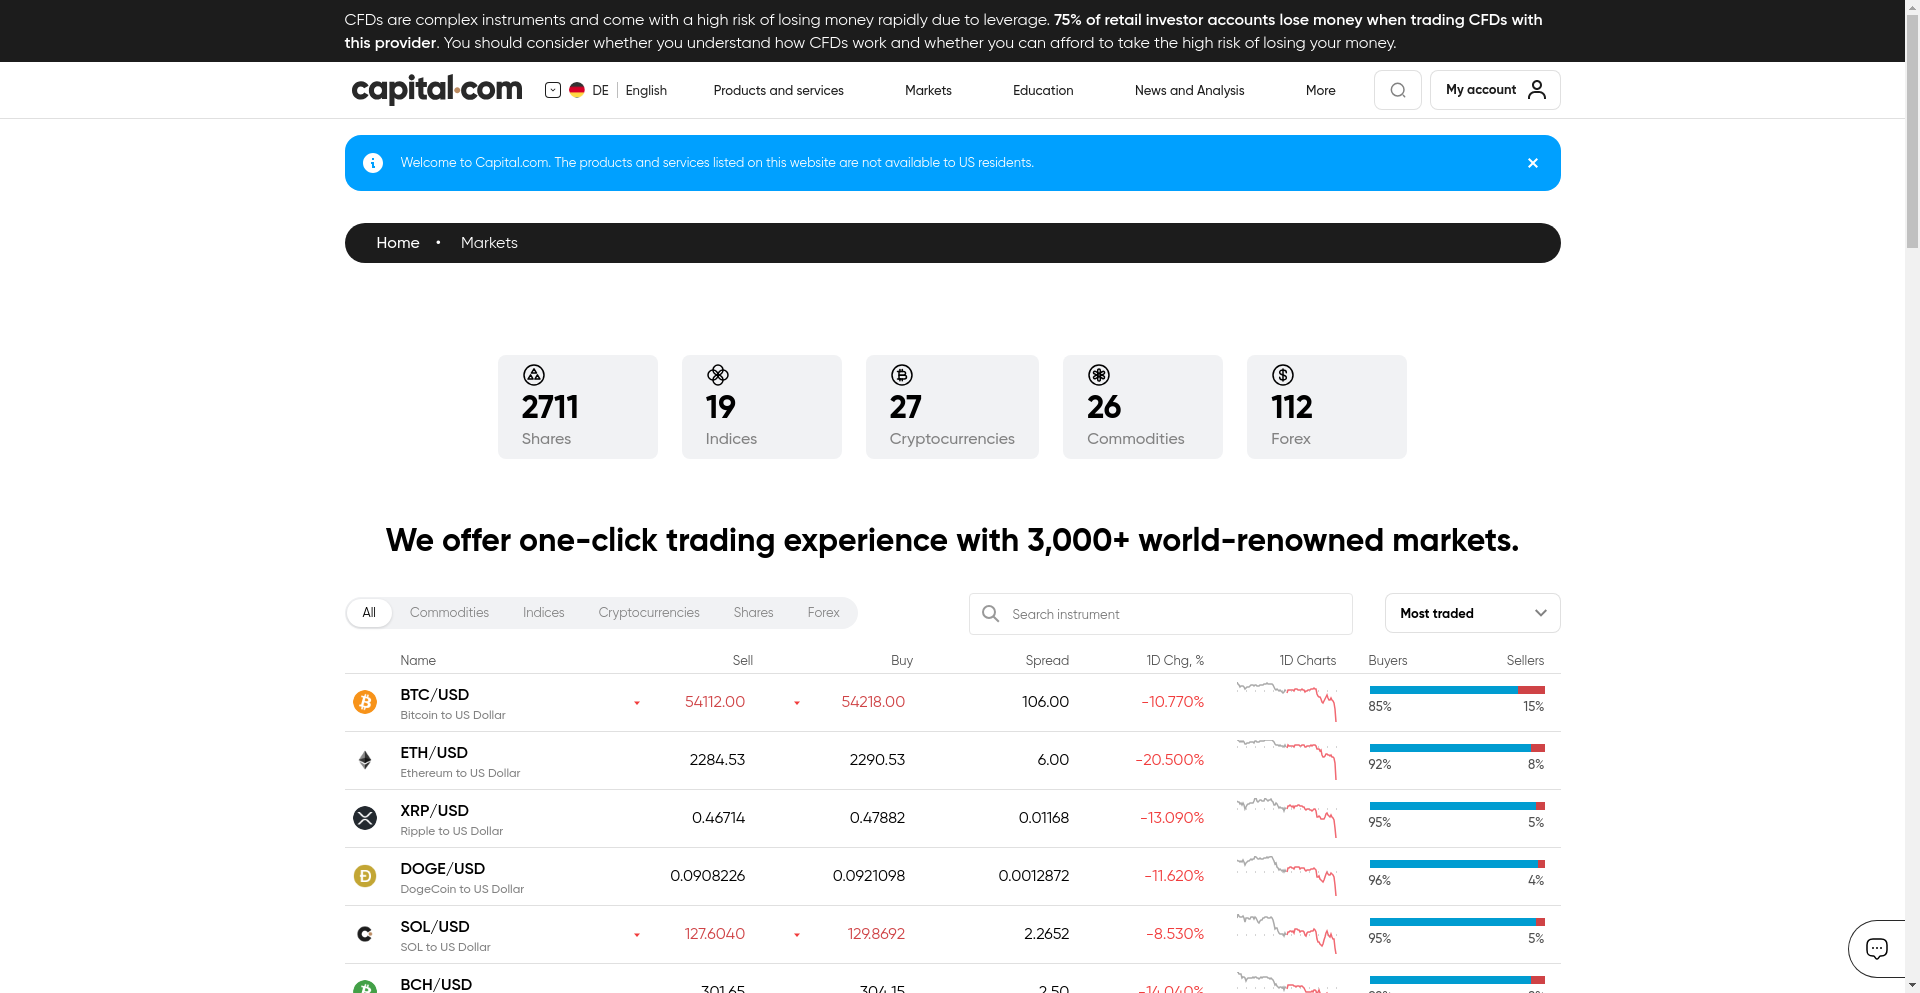 CFDs are complex instruments and come with a high risk of losing money rapidly due to leverage. 75% of retail investor accounts lose money when trading CFDs with
this provider. You should consider whether you understand how CFDs work and whether you can afford to take the high risk of losing your money.
capital.com DE English Products and services Markets Education News and Analysis More My account
Welcome to Capital.com. The products and services listed on this website are not available to US residents.
Home • Markets
2711 19 27 26 112
Shares Indices Cryptocurrencies Commodities Forex
We offer one-click trading experience with 3,000+ world-renowned markets.
All Commodities Indices Cryptocurrencies Shares Forex Search instrument Most traded
Name Sell Buy Spread 1D Chg, % 1D Charts Buyers Sellers
BTC/USD 54112.00 54218.00 106.00 -10.770%
Bitcoin to US Dollar 85% 15%
ETH/USD 2284.53 2290.53 6.00 -20.500%
Ethereum to US Dollar 92% 8%
XRP/USD 0.46714 0.47882 0.01168 -13.090%
Ripple to US Dollar 95% 5%
DOGE/USD 0.0908226 0.0921098 0.0012872 -11.620%
DogeCoin to US Dollar 96% 4%
SOL/USD 127.6040 129.8692 2.2652 -8.530%
SOL to US Dollar 95% 5%
BCH/USD 301.65 304.15 2.50 -14.040%